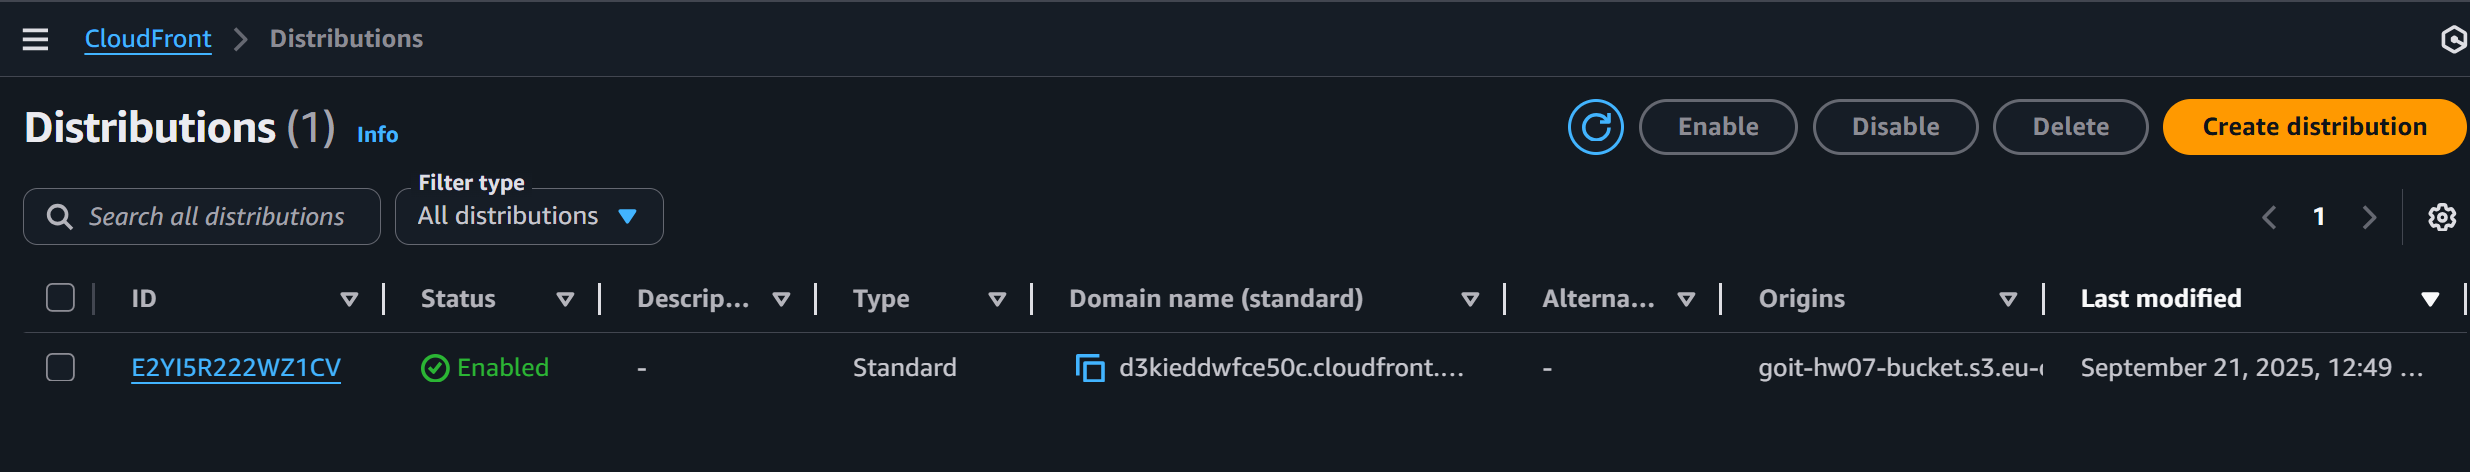 CloudFront > Distributions
Distributions (1) Info
Enable Disable Delete Create distribution
Filter type
Search all distributions All distributions 1
ID Status Descrip... Type Domain name (standard) Alterna... Origins Last modified
E2YI5R222WZ1CV Enabled - Standard d3kieddwfce50c.cloudfront.... - goit-hw07-bucket.s3.eu- September 21, 2025, 12:49 ...